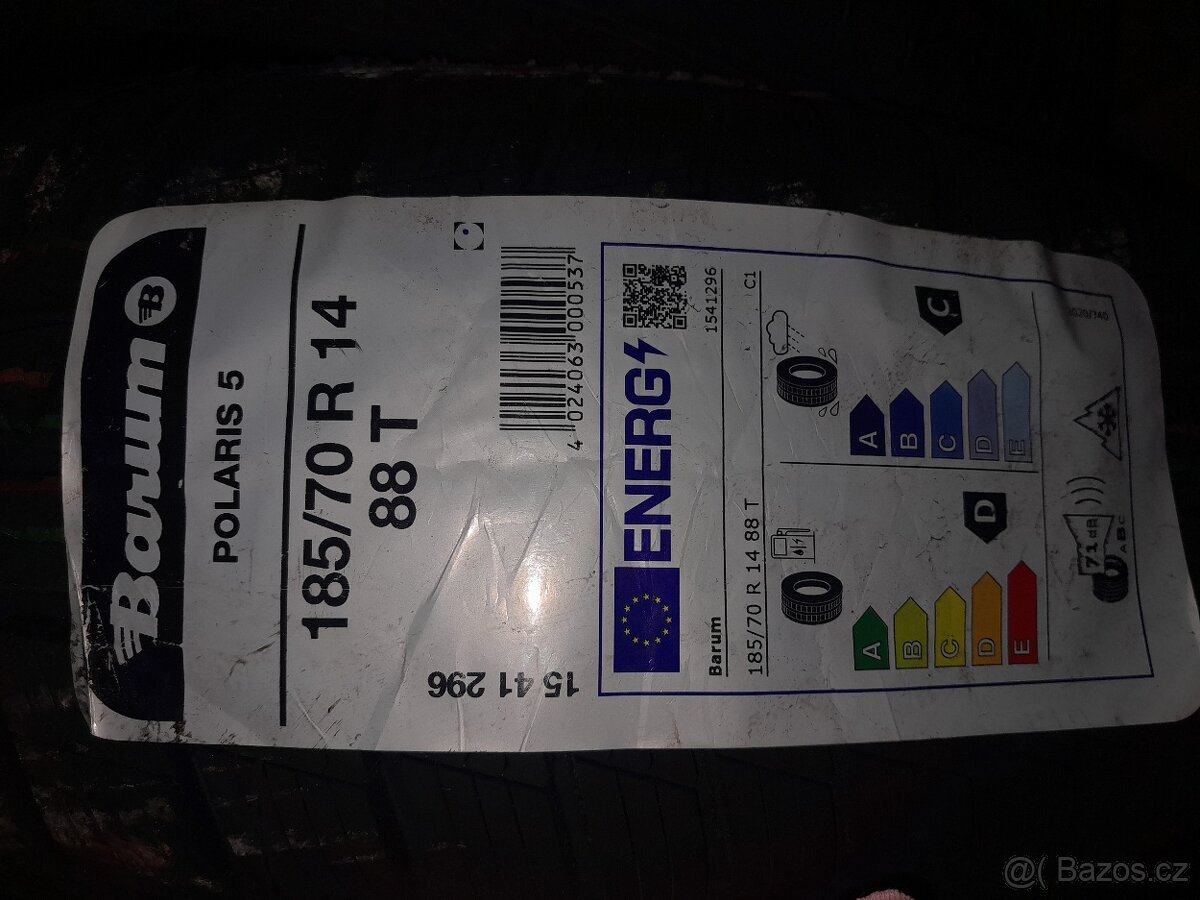 Barum B
POLARIS 5
185/70 R 14
88 T
4 024063 000537
15 41 296
ENERG
Barum
1541296
185/70 R 14 88 T
C1
D
A
B
C
D
E
C
A
B
C
D
E
71 dB
ABC
2020/740
@( Bazos.cz